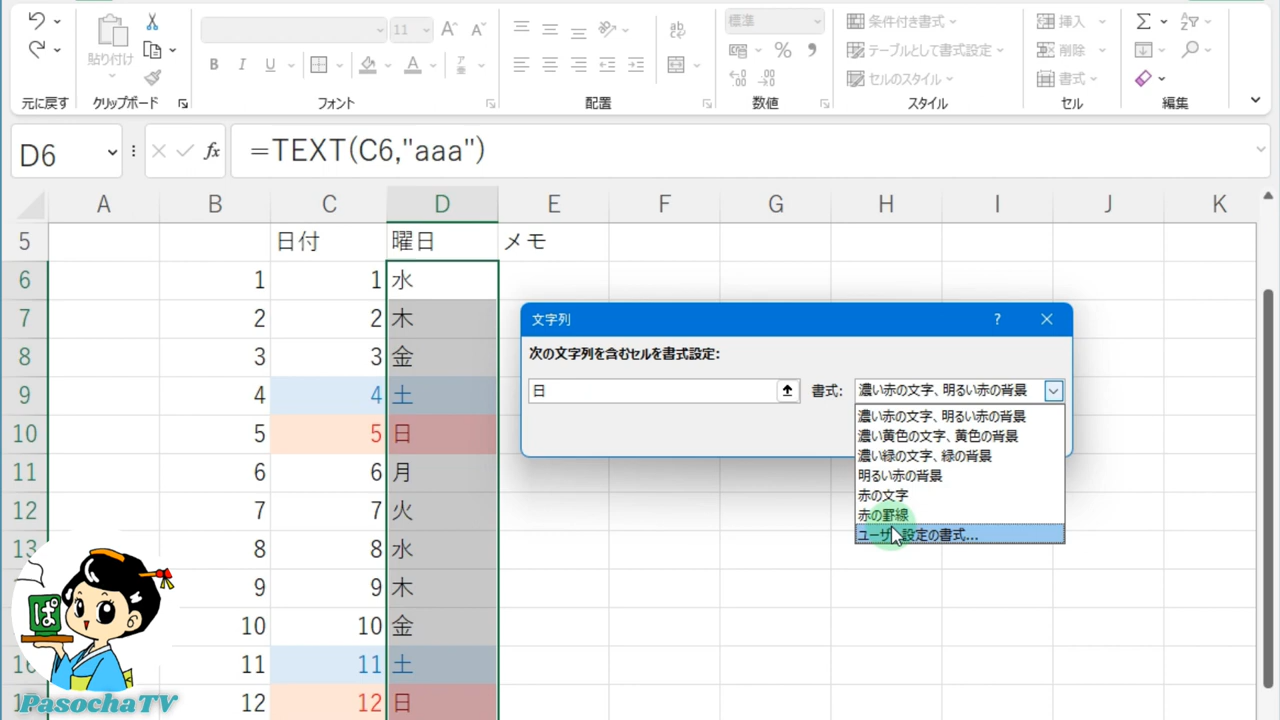 11
標準
条件付き書式
挿入
貼り付け
テーブルとして書式設定
削除
B I U
セルのスタイル
書式
元に戻す クリップボード フォント 配置 数値 スタイル セル 編集
D6 fx =TEXT(C6,"aaa")
A B C D E F G H I J K
5 日付 曜日 メモ
6 1 1 水
7 2 2 木
8 3 3 金
9 4 4 土
10 5 5 日
11 6 6 月
12 7 7 火
13 8 8 水
9 9 木
10 10 金
11 11 土
12 12 日
文字列 ?
次の文字列を含むセルを書式設定:
日 書式: 濃い赤の文字、明るい赤の背景
濃い赤の文字、明るい赤の背景
濃い黄色の文字、黄色の背景
濃い緑の文字、緑の背景
明るい赤の背景
赤の文字
赤の罫線
ユーザー設定の書式...
ぱ
PasochaTV